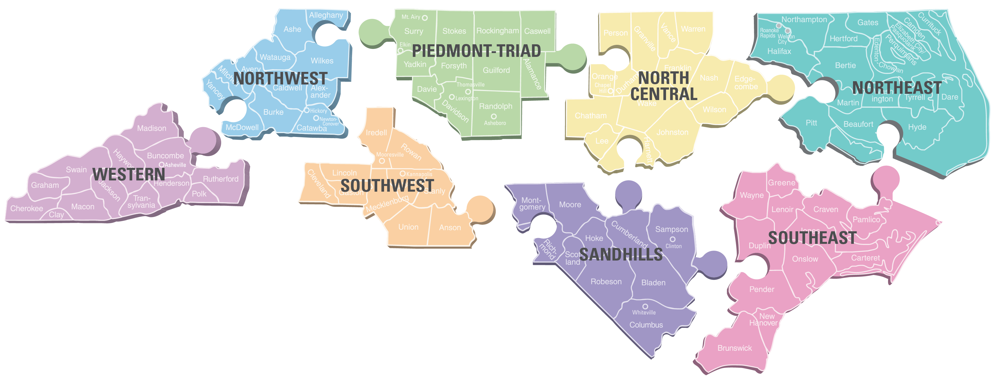 Alleghany
Ashe
Watauga
Wilkes
Mitchell
Avery
NORTHWEST
Yancey
Caldwell
Alex-
ander
Burke
Hickory
Newton-
Conover
McDowell
Catawba
Madison
Buncombe
Asheville
Haywood
Swain
WESTERN
Graham
Jackson
Henderson
Rutherford
Polk
Tran-
sylvania
Macon
Cherokee
Clay
Mt. Airy
Surry
Stokes
Rockingham
Caswell
Elkin
PIEDMONT-TRIAD
Yadkin
Forsyth
Guilford
Alamance
Davie
Thomasville
Lexington
Davidson
Randolph
Asheboro
Iredell
Rowan
Mooresville
Cleveland
Lincoln
Kannapolis
SOUTHWEST
Gaston
Stanly
Mecklenburg
Union
Anson
Person
Granville
Vance
Warren
Franklin
Orange
Chapel
Hill
Durham
NORTH
CENTRAL
Nash
Edge-
combe
Wake
Wilson
Chatham
Johnston
Lee
Harnett
Northampton
Gates
Camden
Currituck
Roanoke
Rapids
Weldon
City
Hertford
Elizabeth City/
Pasquotank
Perquimans
Halifax
Edenton-
Chowan
Bertie
NORTHEAST
Martin
ington
Tyrrell
Dare
Pitt
Beaufort
Hyde
Mont-
gomery
Moore
Rich-
mond
Scot-
land
Hoke
Cumberland
Sampson
Clinton
SANDHILLS
Robeson
Bladen
Whiteville
Columbus
Greene
Wayne
Lenoir
Craven
Pamlico
Jones
SOUTHEAST
Duplin
Onslow
Carteret
Pender
New
Hanover
Brunswick